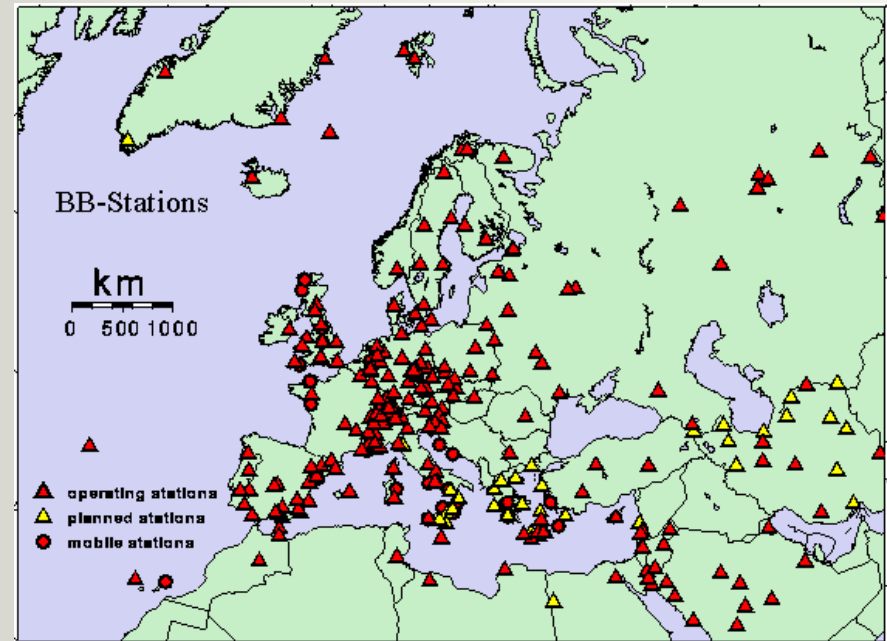 BB-Stations
km
0 500 1000
operating stations
planned stations
mobile stations